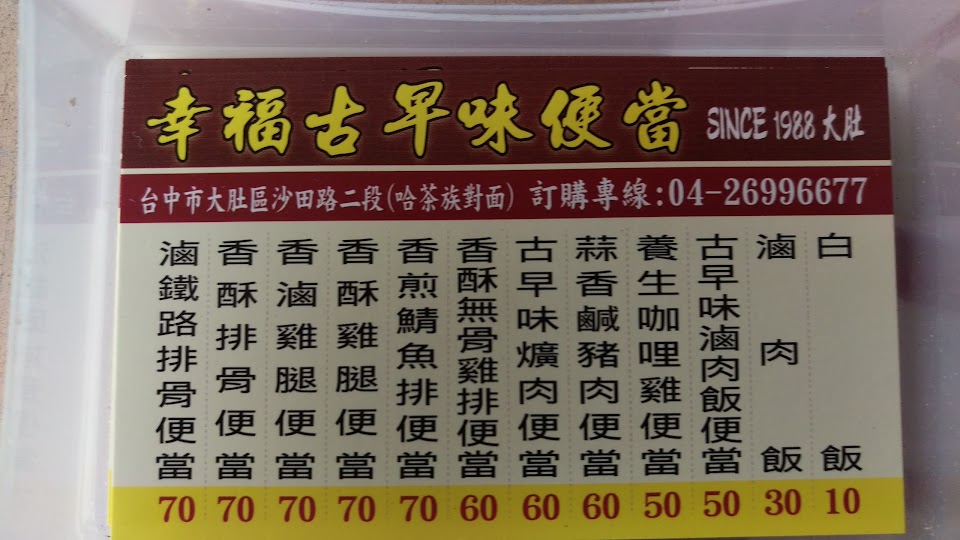 幸福古早味便當 SINCE 1988 大肚
台中市大肚區沙田路二段(哈茶族對面) 訂購專線:04-26996677
白飯 10
滷肉飯 30
古早味滷肉飯便當 50
養生咖哩雞便當 50
蒜香鹹豬肉便當 60
古早味爌肉便當 60
香酥無骨雞排便當 60
香煎鯖魚排便當 70
香酥雞腿便當 70
香滷雞腿便當 70
香酥排骨便當 70
滷鐵路排骨便當 70